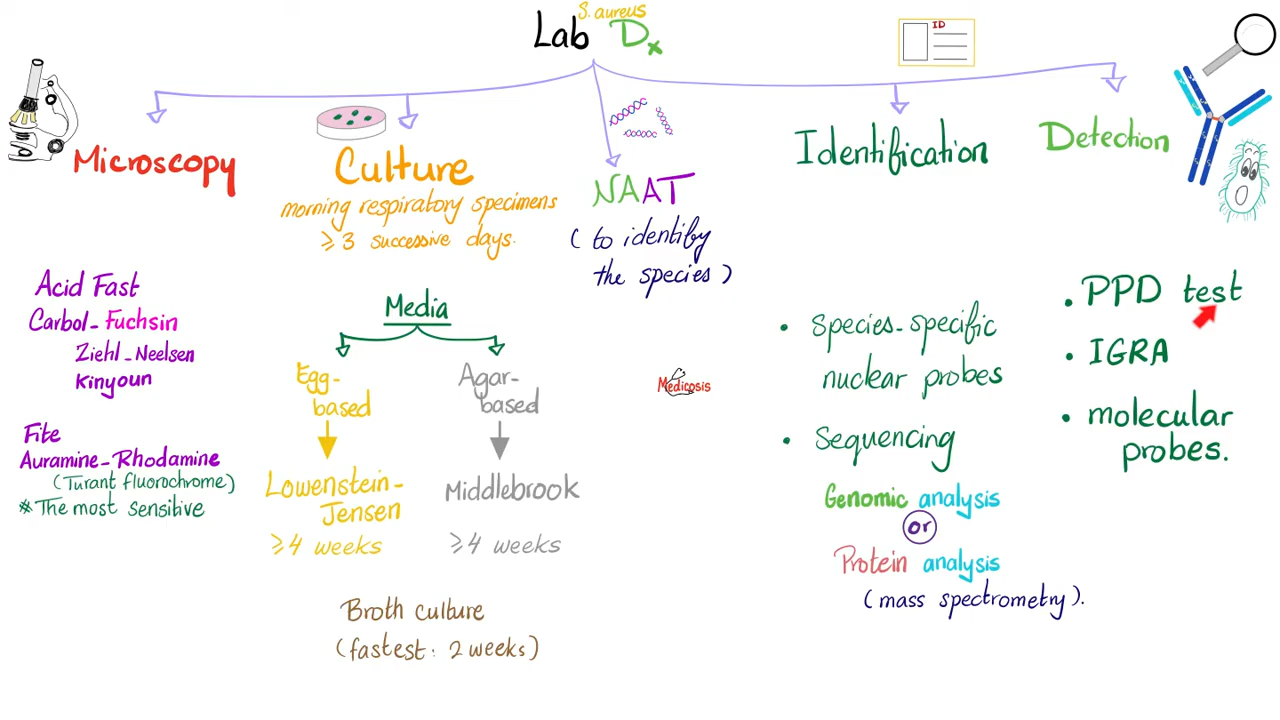 S. aureus
Lab Dx
ID
Microscopy
Acid Fast
Carbol-Fuchsin
Ziehl-Neelsen
Kinyoun
Fite
Auramine-Rhodamine
(Turant fluorochrome)
* The most sensitive
Culture
morning respiratory specimens
≥3 successive days.
Media
Egg-
based
Lowenstein-
Jensen
≥4 weeks
Agar-
based
Middlebrook
≥4 weeks
Broth culture
(fastest: 2 weeks)
NAAT
(to identify
the species)
Medicosis
Identification
• Species-specific
nuclear probes
• Sequencing
Genomic analysis
or
Protein analysis
(mass spectrometry).
Detection
• PPD test
• IGRA
• molecular
probes.